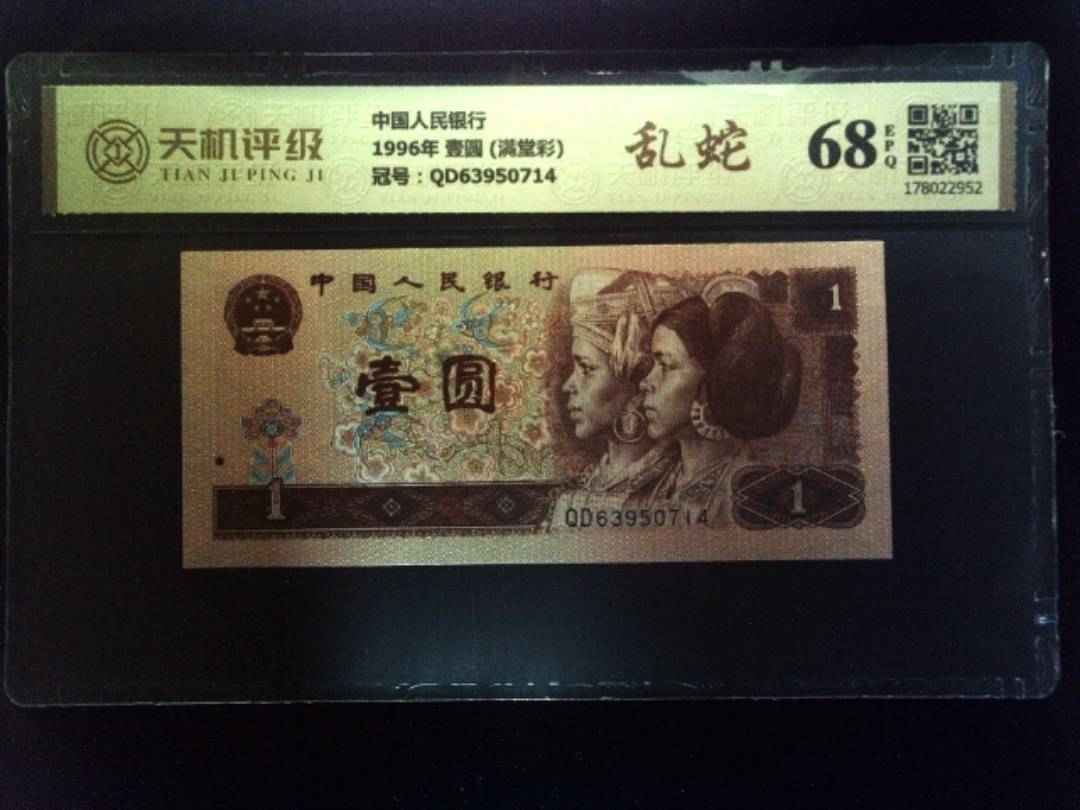 天机评级
TIAN JI PING JI
中国人民银行
1996年 壹圆 (满堂彩)
冠号：QD63950714
乱蛇
68
EPQ
178022952
中国人民银行
1
壹圆
1
QD63950714
1